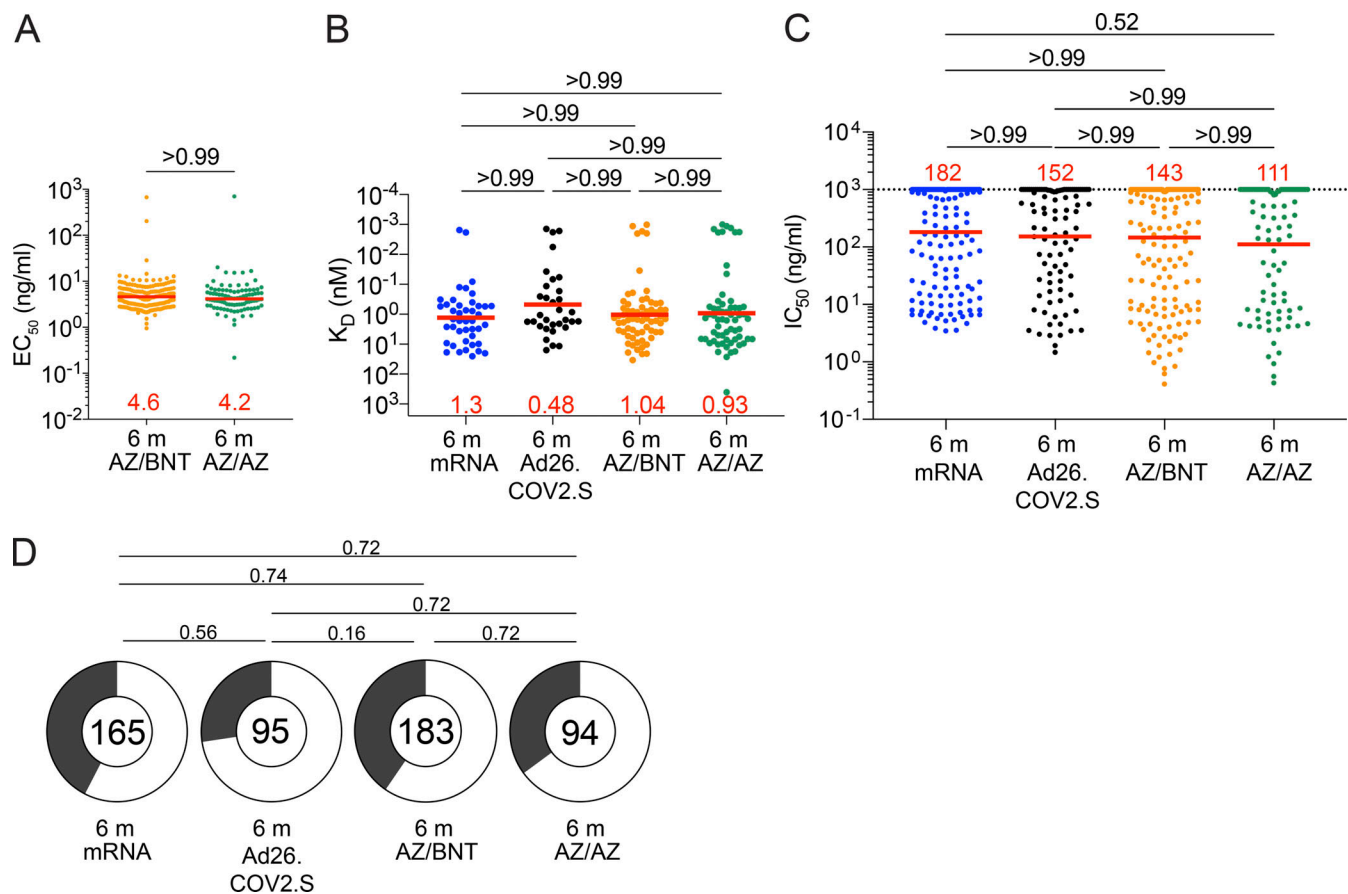 A
>0.99
EC50 (ng/ml)
10^3
10^2
10^1
10^0
10^-1
10^-2
4.6
4.2
6 m
AZ/BNT
6 m
AZ/AZ
B
>0.99
>0.99
>0.99
>0.99
>0.99
>0.99
KD (nM)
10^-4
10^-3
10^-2
10^-1
10^0
10^1
10^2
10^3
1.3
0.48
1.04
0.93
6 m
mRNA
6 m
Ad26.
COV2.S
6 m
AZ/BNT
6 m
AZ/AZ
C
0.52
>0.99
>0.99
>0.99
>0.99
>0.99
IC50 (ng/ml)
10^4
10^3
10^2
10^1
10^0
10^-1
182
152
143
111
6 m
mRNA
6 m
Ad26.
COV2.S
6 m
AZ/BNT
6 m
AZ/AZ
D
0.72
0.74
0.72
0.56
0.16
0.72
165
95
183
94
6 m
mRNA
6 m
Ad26.
COV2.S
6 m
AZ/BNT
6 m
AZ/AZ